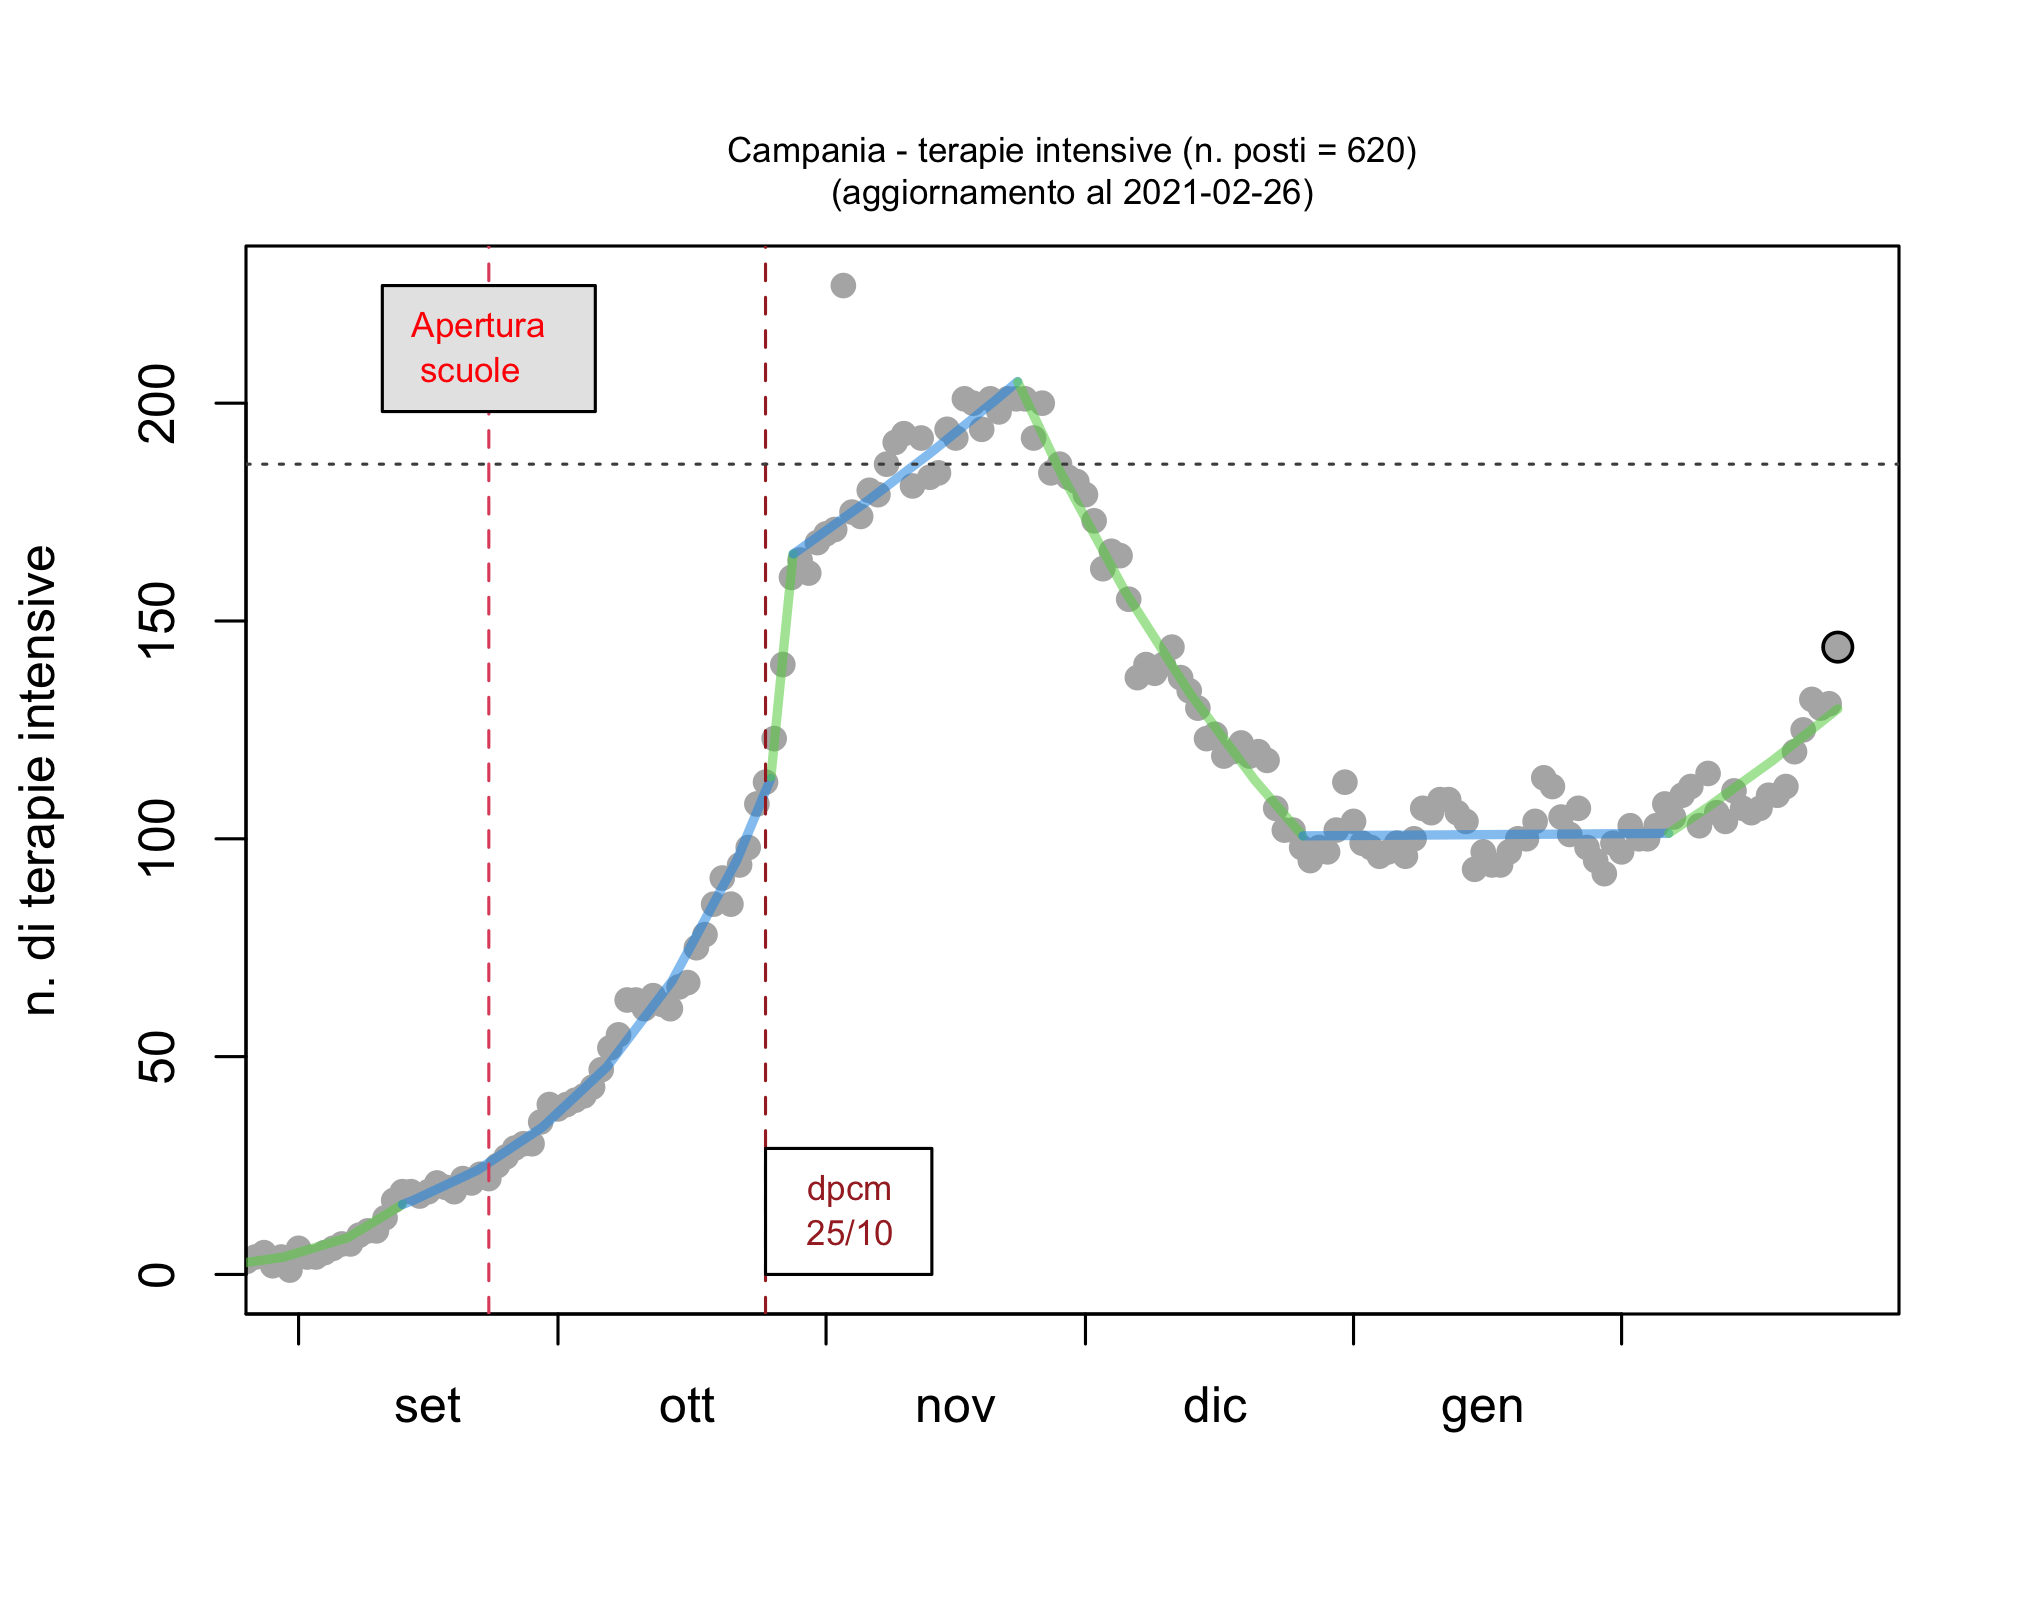 Campania - terapie intensive (n. posti = 620)
(aggiornamento al 2021-02-26)
Apertura
scuole
n. di terapie intensive
200
150
100
50
0
dpcm
25/10
set
ott
nov
dic
gen